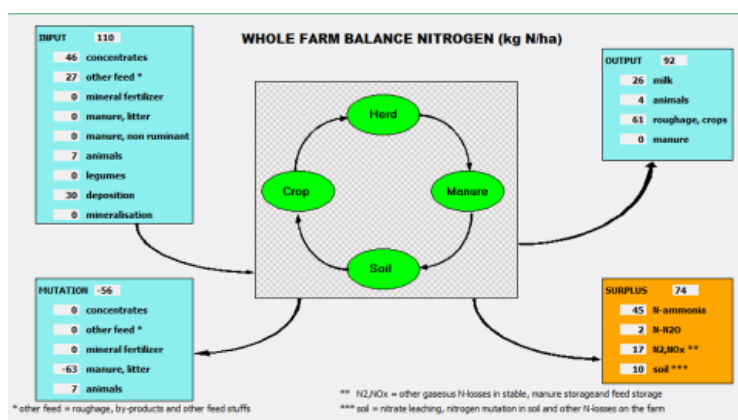 WHOLE FARM BALANCE NITROGEN (kg N/ha)
INPUT 110
46 concentrates
27 other feed *
0 mineral fertilizer
0 manure, litter
0 manure, non ruminant
7 animals
0 legumes
30 deposition
0 mineralisation
OUTPUT 92
26 milk
4 animals
61 roughage, crops
0 manure
Herd
Crop
Manure
Soil
MUTATION -56
0 concentrates
0 other feed *
0 mineral fertilizer
-63 manure, litter
7 animals
SURPLUS 74
45 N-ammonia
2 N-N2O
17 N2,NOx **
10 soil ***
* other feed = roughage, by-products and other feed stuffs
** N2,NOx = other gaseous N-losses in stable, manure storageand feed storage
*** soil = nitrate leaching, nitrogen mutation in soil and other N-losses on the farm